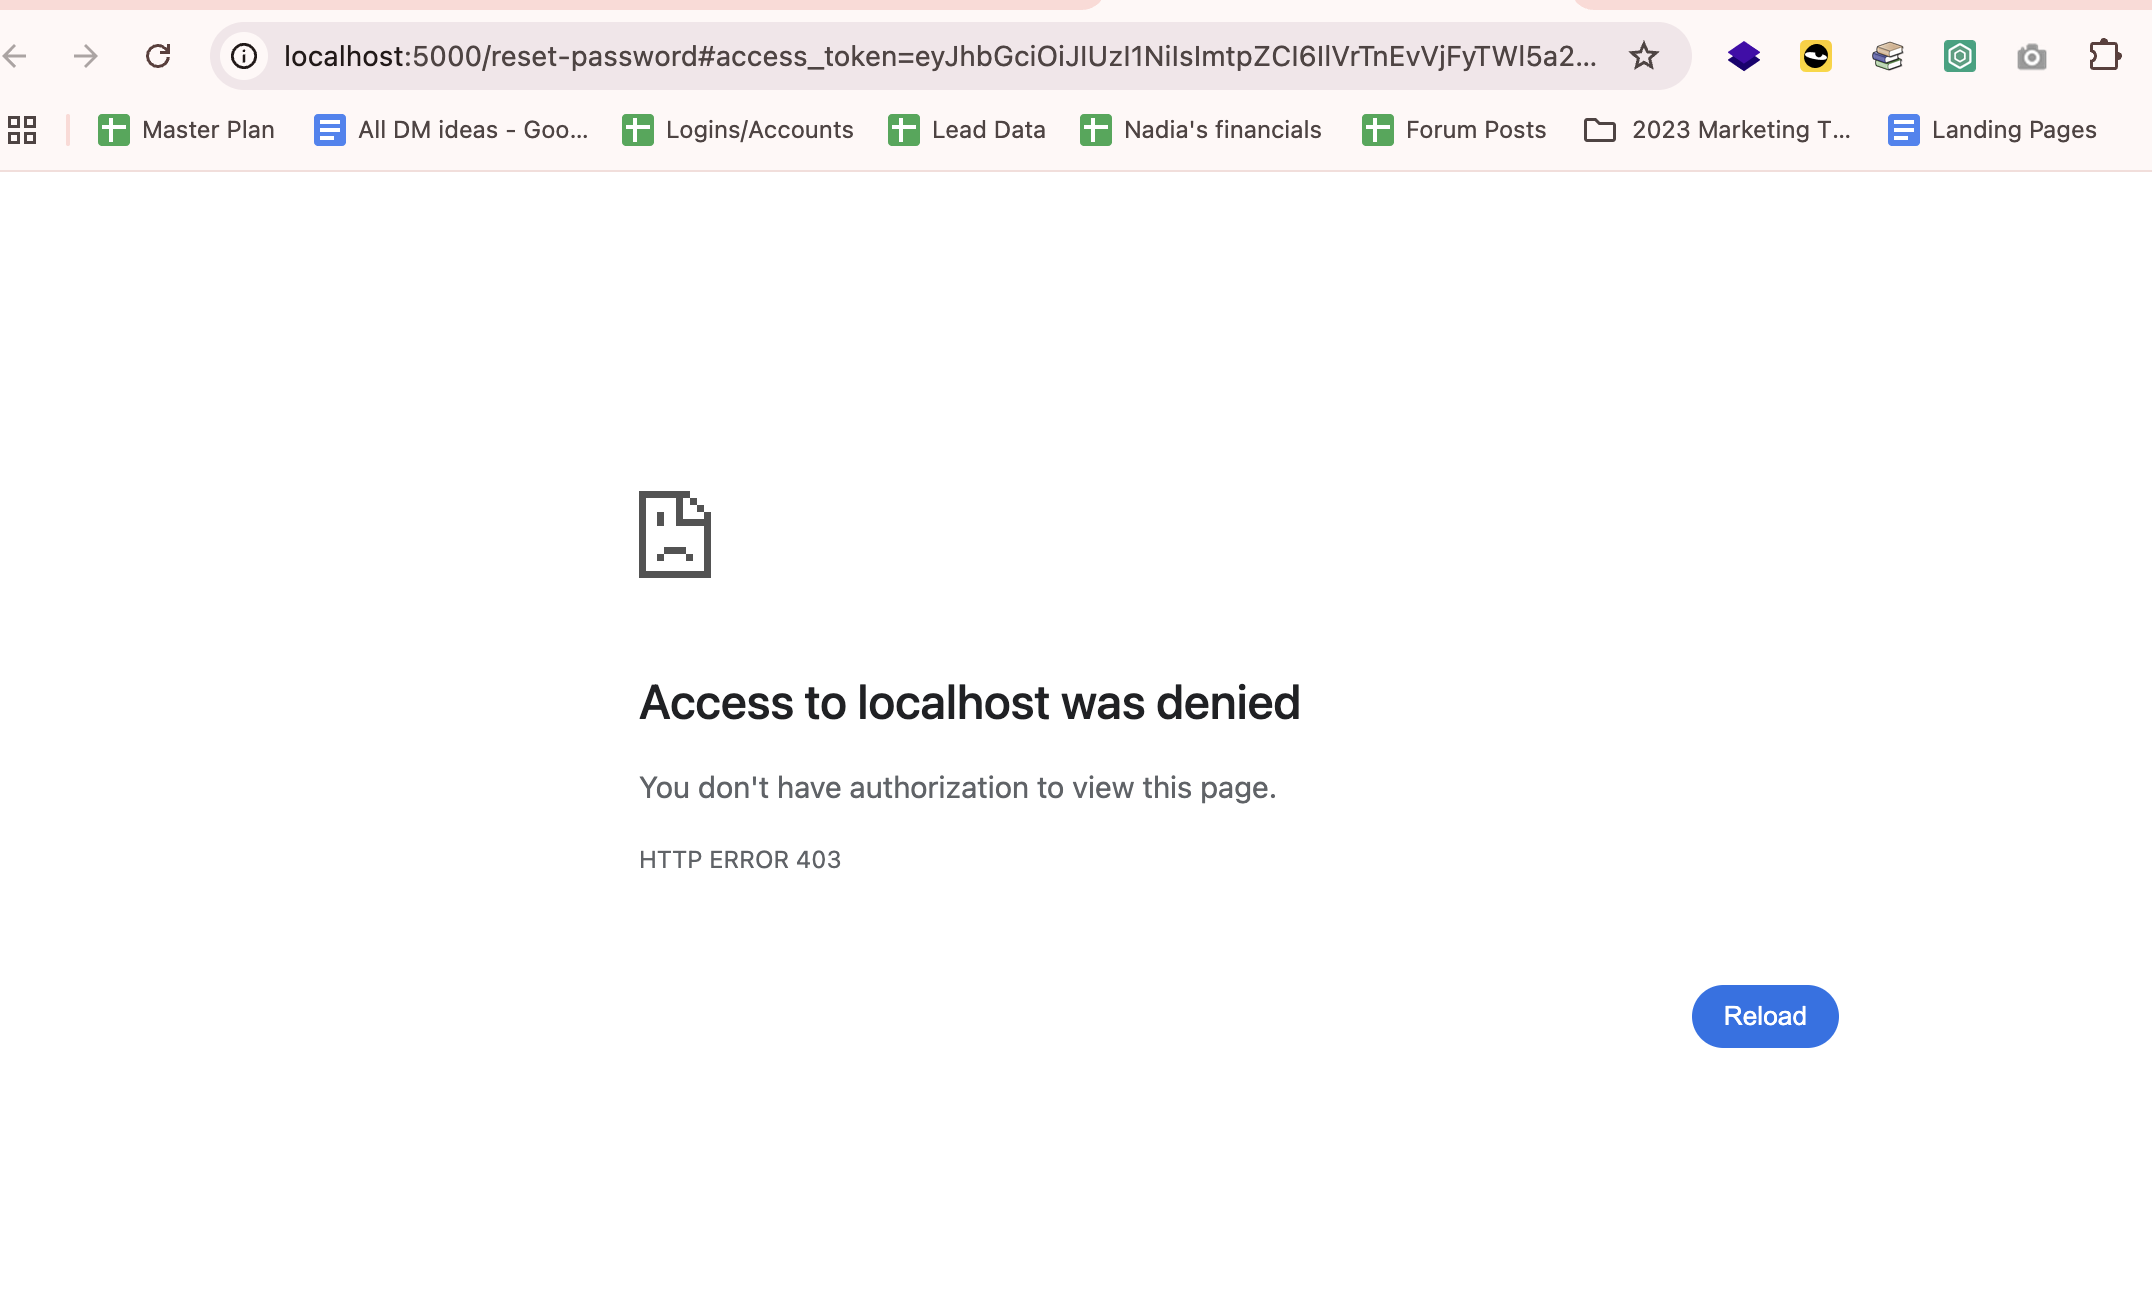 localhost:5000/reset-password#access_token=eyJhbGciOiJIUzI1NiIsImtpZCI6IlVrTnEvVjFyTWl5a2...
Master Plan
All DM ideas - Goo...
Logins/Accounts
Lead Data
Nadia's financials
Forum Posts
2023 Marketing T...
Landing Pages
Access to localhost was denied
You don't have authorization to view this page.
HTTP ERROR 403
Reload